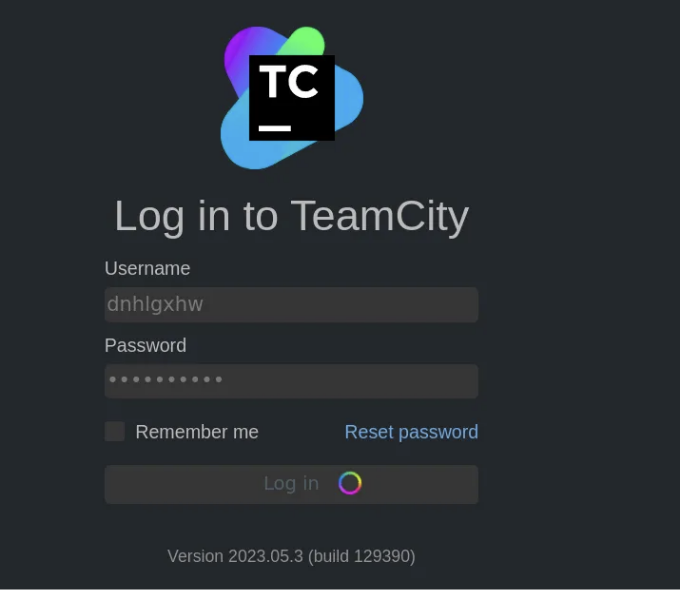 TC
Log in to TeamCity
Username
dnhlgxhw
Password
••••••••••
Remember me Reset password
Log in
Version 2023.05.3 (build 129390)